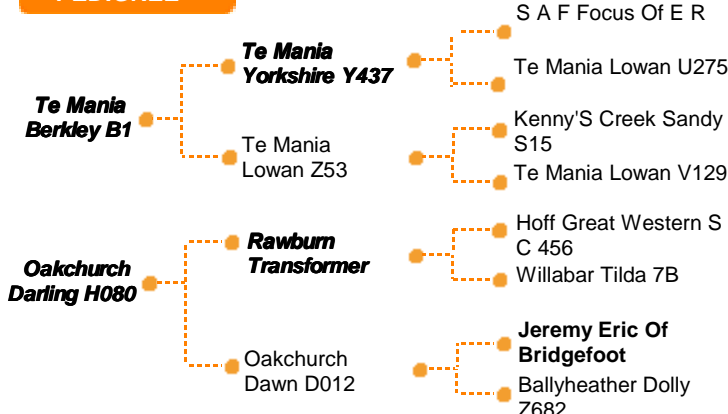 S A F Focus Of E R
Te Mania
Yorkshire Y437
Te Mania Lowan U275
Te Mania
Berkley B1
Kenny'S Creek Sandy
S15
Te Mania
Lowan Z53
Te Mania Lowan V129
Hoff Great Western S
C 456
Rawburn
Transformer
Willabar Tilda 7B
Oakchurch
Darling H080
Jeremy Eric Of
Bridgefoot
Oakchurch
Dawn D012
Ballyheather Dolly
Z682